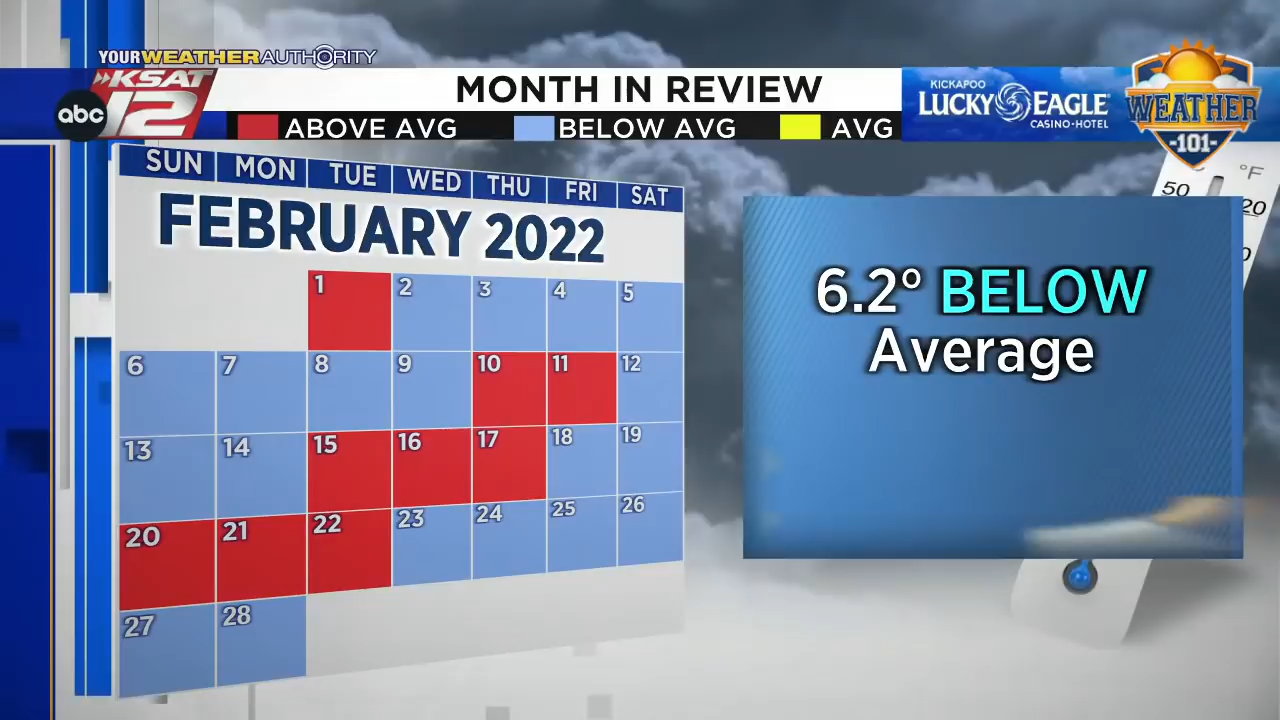 YOURWEATHERAUTHORITY
KSAT
abc 12
MONTH IN REVIEW
ABOVE AVG BELOW AVG AVG
KICKAPOO
LUCKY EAGLE
CASINO·HOTEL
WEATHER
-101-
°F
50
20
SUN MON TUE WED THU FRI SAT
FEBRUARY 2022
1 2 3 4 5
6 7 8 9 10 11 12
13 14 15 16 17 18 19
20 21 22 23 24 25 26
27 28
6.2° BELOW
Average